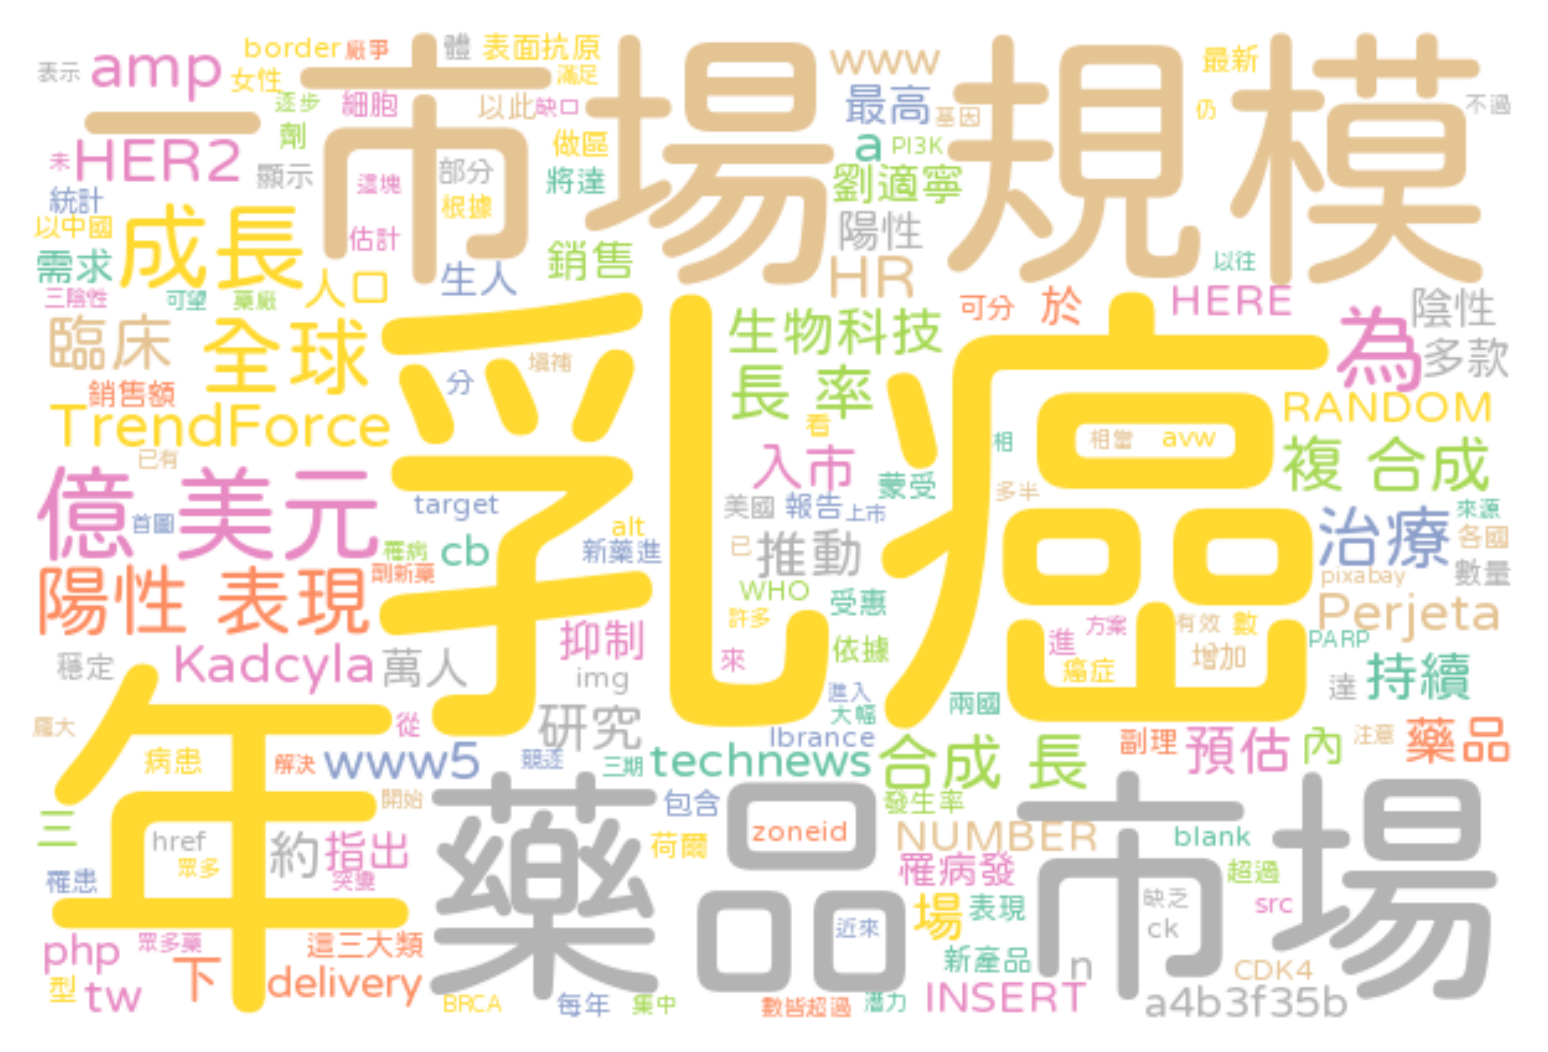 border 廠爭 體 表面抗原
表示 amp 女性 市場規模 滿足 www 最新
逐步 細胞 以此 缺口 最高 基因 仍 不過
一 劑 做區 a PI3K
未 HER2 顯示 這塊 部分 將達 劉適寧
統計 根據
以中國 成長 估計 銷售 陽性
需求 人口 生人 HR 以往
三陰性 可望 藥廠 可分 於 HERE 陰性
臨床 全球 乳癌 填補 生物科技 為 多款
銷售額 分 長 率 RANDOM
TrendForce 看 相 相當 avw
已有 入市 複 合成
億 美元 target 美國 報告 上市 蒙受 多半 來源
首圖 alt 已 推動 治療 各國
罹病 cb 新藥進 數量
陽性 表現 劑新藥 WHO 受惠 pixabay
許多 Perjeta
抑制 依據 進 方案 有效 數 PARP
穩定 Kadcyla 萬人 img 來 癌症 增加 達 持續
進入
龐大 年 從 研究 大幅 兩國
病患 解決 www5 競逐 三期 technews Ibrance 合成 長 副理 預估 內 注意 藥品
開始 藥品市場 包含 發生率
三 href 約 指出 荷爾 zoneid NUMBER blank
罹患 眾多 突變 罹病發 超過
近來 場 表現 缺乏 src
php 眾多藥 這三大類 ck
下 新產品 n CDK4
型 tw delivery BRCA 每年 集中 數皆超過 潛力 INSERT a4b3f35b